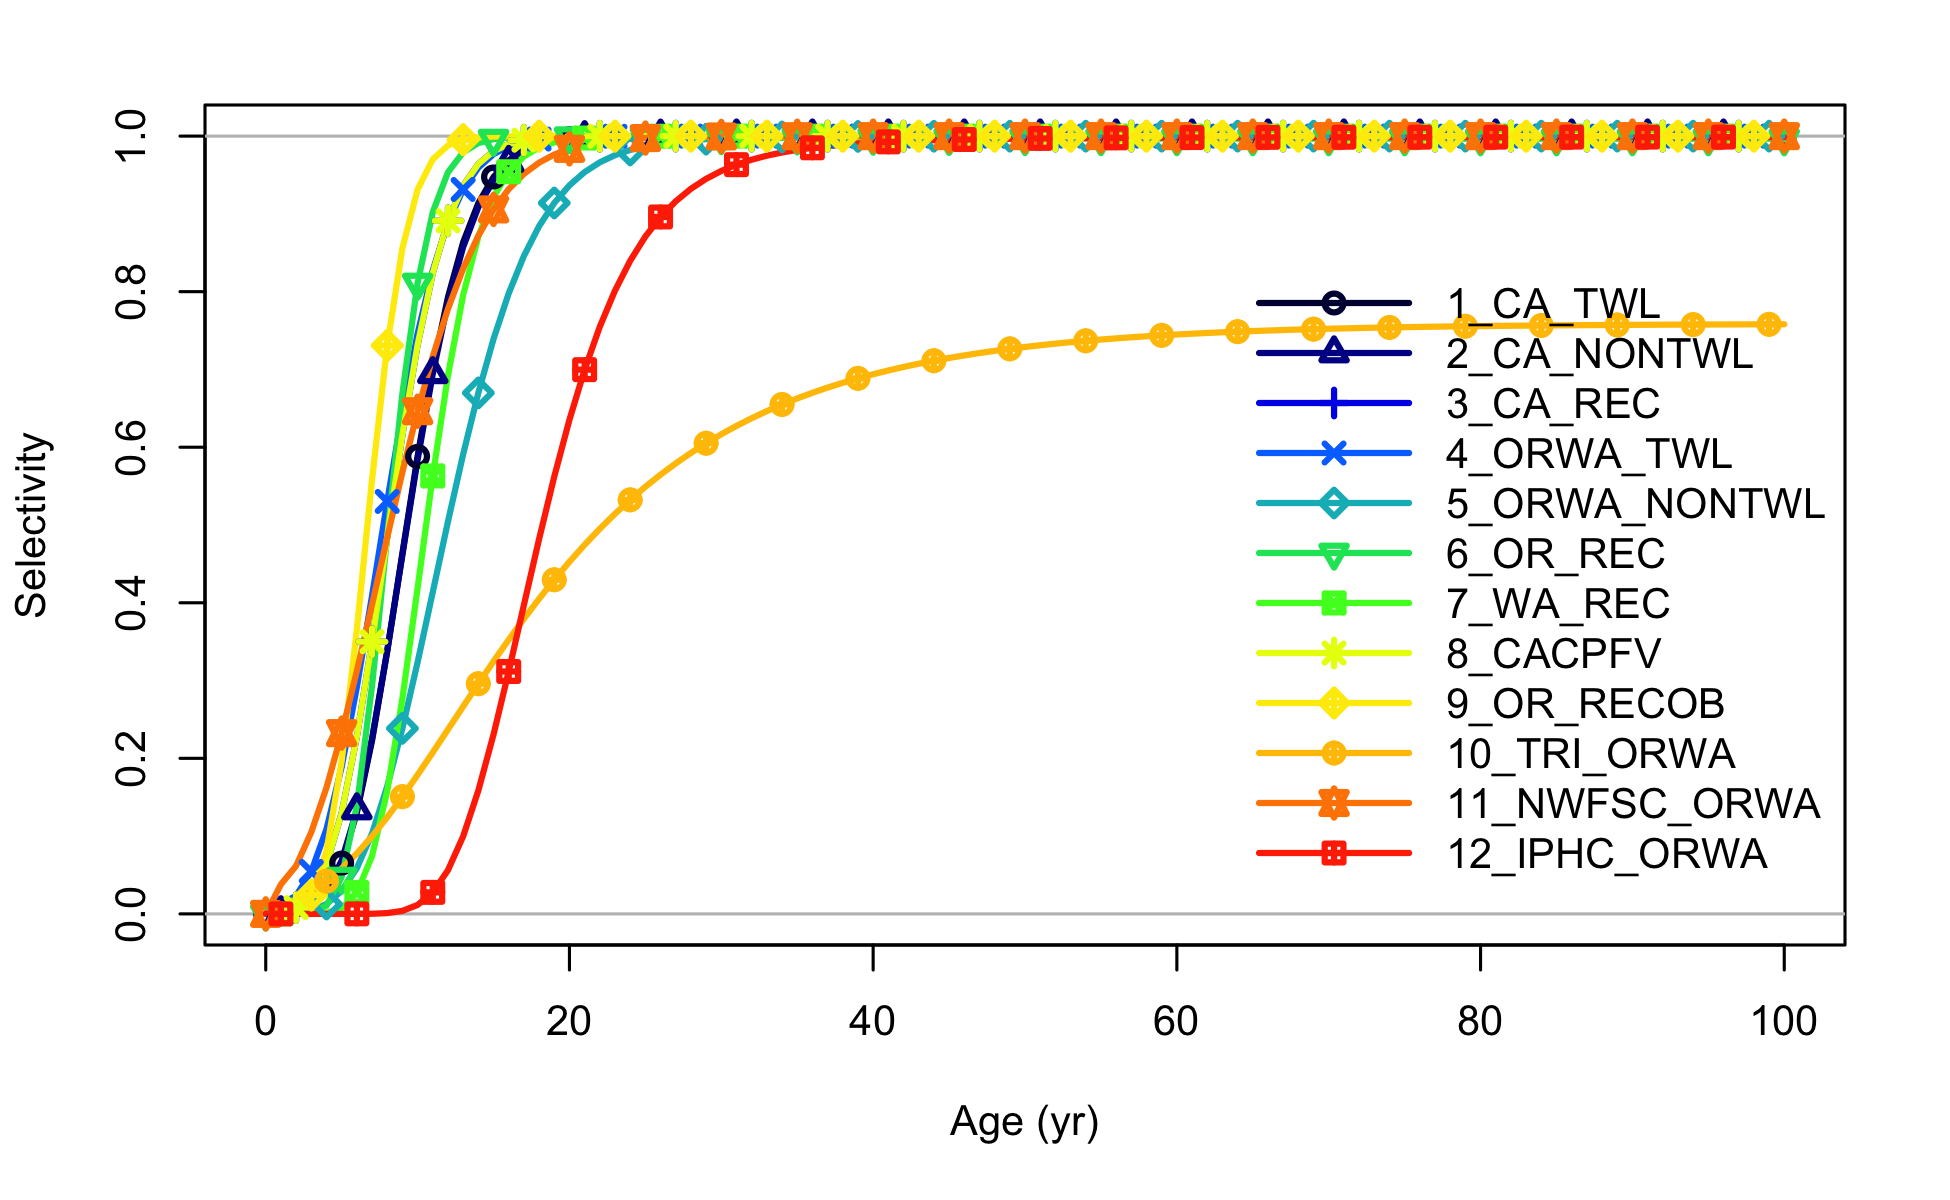 1.0
0.8
0.6
0.4
0.2
0.0
Selectivity
1_CA_TWL
2_CA_NONTWL
3_CA_REC
4_ORWA_TWL
5_ORWA_NONTWL
6_OR_REC
7_WA_REC
8_CACPFV
9_OR_RECOB
10_TRI_ORWA
11_NWFSC_ORWA
12_IPHC_ORWA
0 20 40 60 80 100
Age (yr)